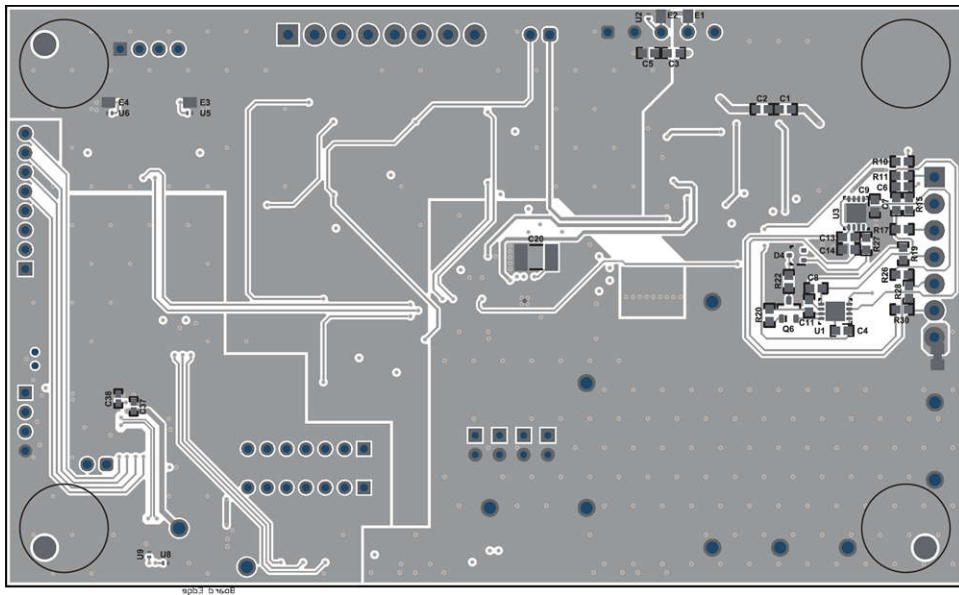 U2
E2
E1
C5
C3
E4
U6
E3
U5
C2
C1
R10
R11
C6
C9
C7
R15
U3
R17
C13
C14
R27
R19
D4
C20
R22
C8
R26
R28
R20
C11
R30
Q6
U1
C4
C38
C37
U9
U8
Board Edge